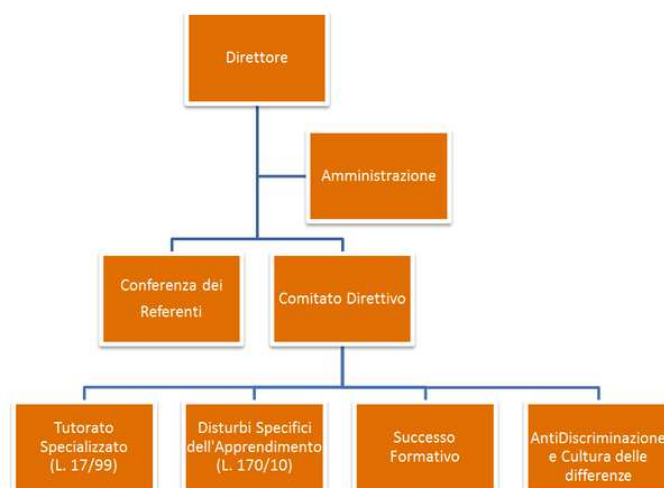 Direttore
Amministrazione
Conferenza dei
Referenti
Comitato Direttivo
Tutorato
Specializzato
(L. 17/99)
Disturbi Specifici
dell'Apprendimento
(L. 170/10)
Successo
Formativo
AntiDiscriminazione
e Cultura delle
differenze